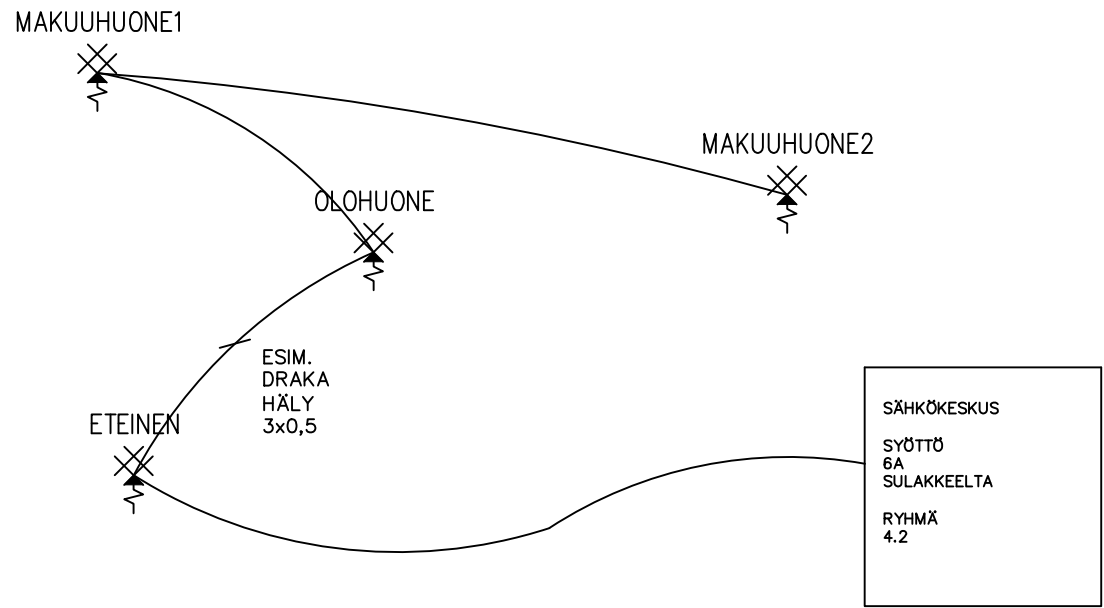 MAKUUHUONE1
MAKUUHUONE2
OLOHUONE
ESIM.
DRAKA
HÄLY
3x0,5
ETEINEN
SÄHKÖKESKUS
SYÖTTÖ
6A
SULAKKEELTA
RYHMÄ
4.2